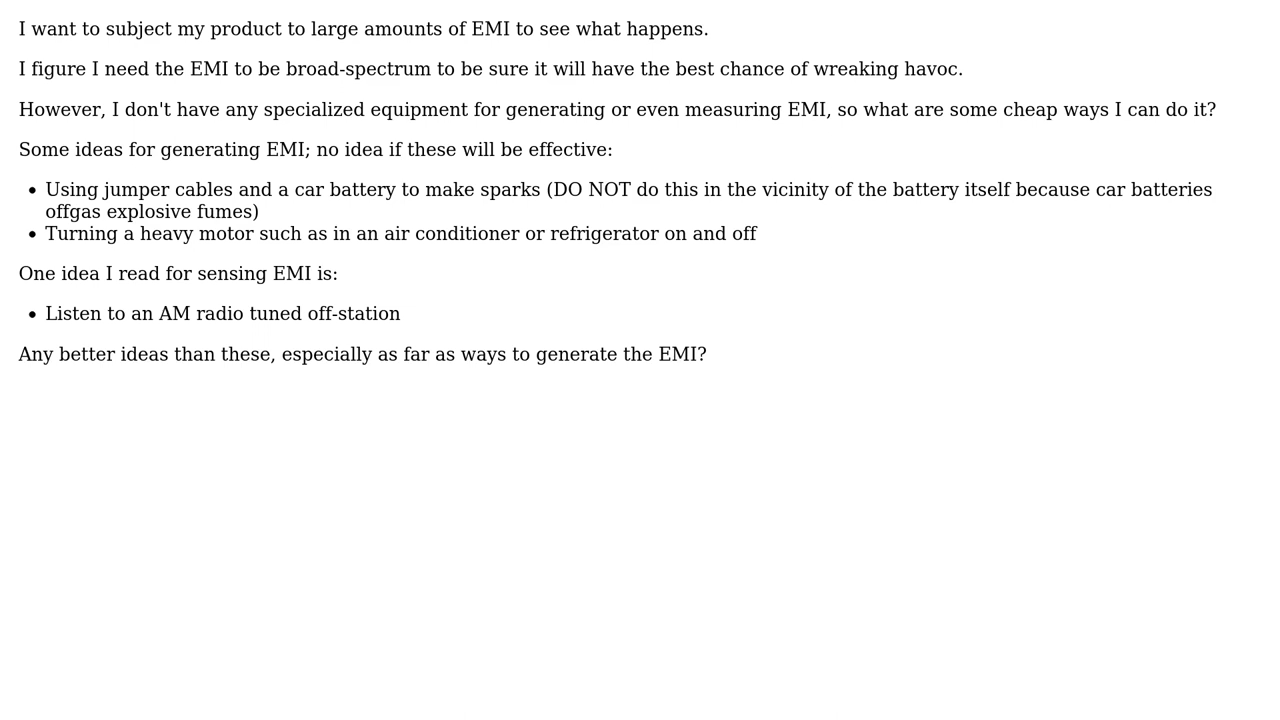 I want to subject my product to large amounts of EMI to see what happens.
I figure I need the EMI to be broad-spectrum to be sure it will have the best chance of wreaking havoc.
However, I don't have any specialized equipment for generating or even measuring EMI, so what are some cheap ways I can do it?
Some ideas for generating EMI; no idea if these will be effective:
• Using jumper cables and a car battery to make sparks (DO NOT do this in the vicinity of the battery itself because car batteries
offgas explosive fumes)
• Turning a heavy motor such as in an air conditioner or refrigerator on and off
One idea I read for sensing EMI is:
• Listen to an AM radio tuned off-station
Any better ideas than these, especially as far as ways to generate the EMI?